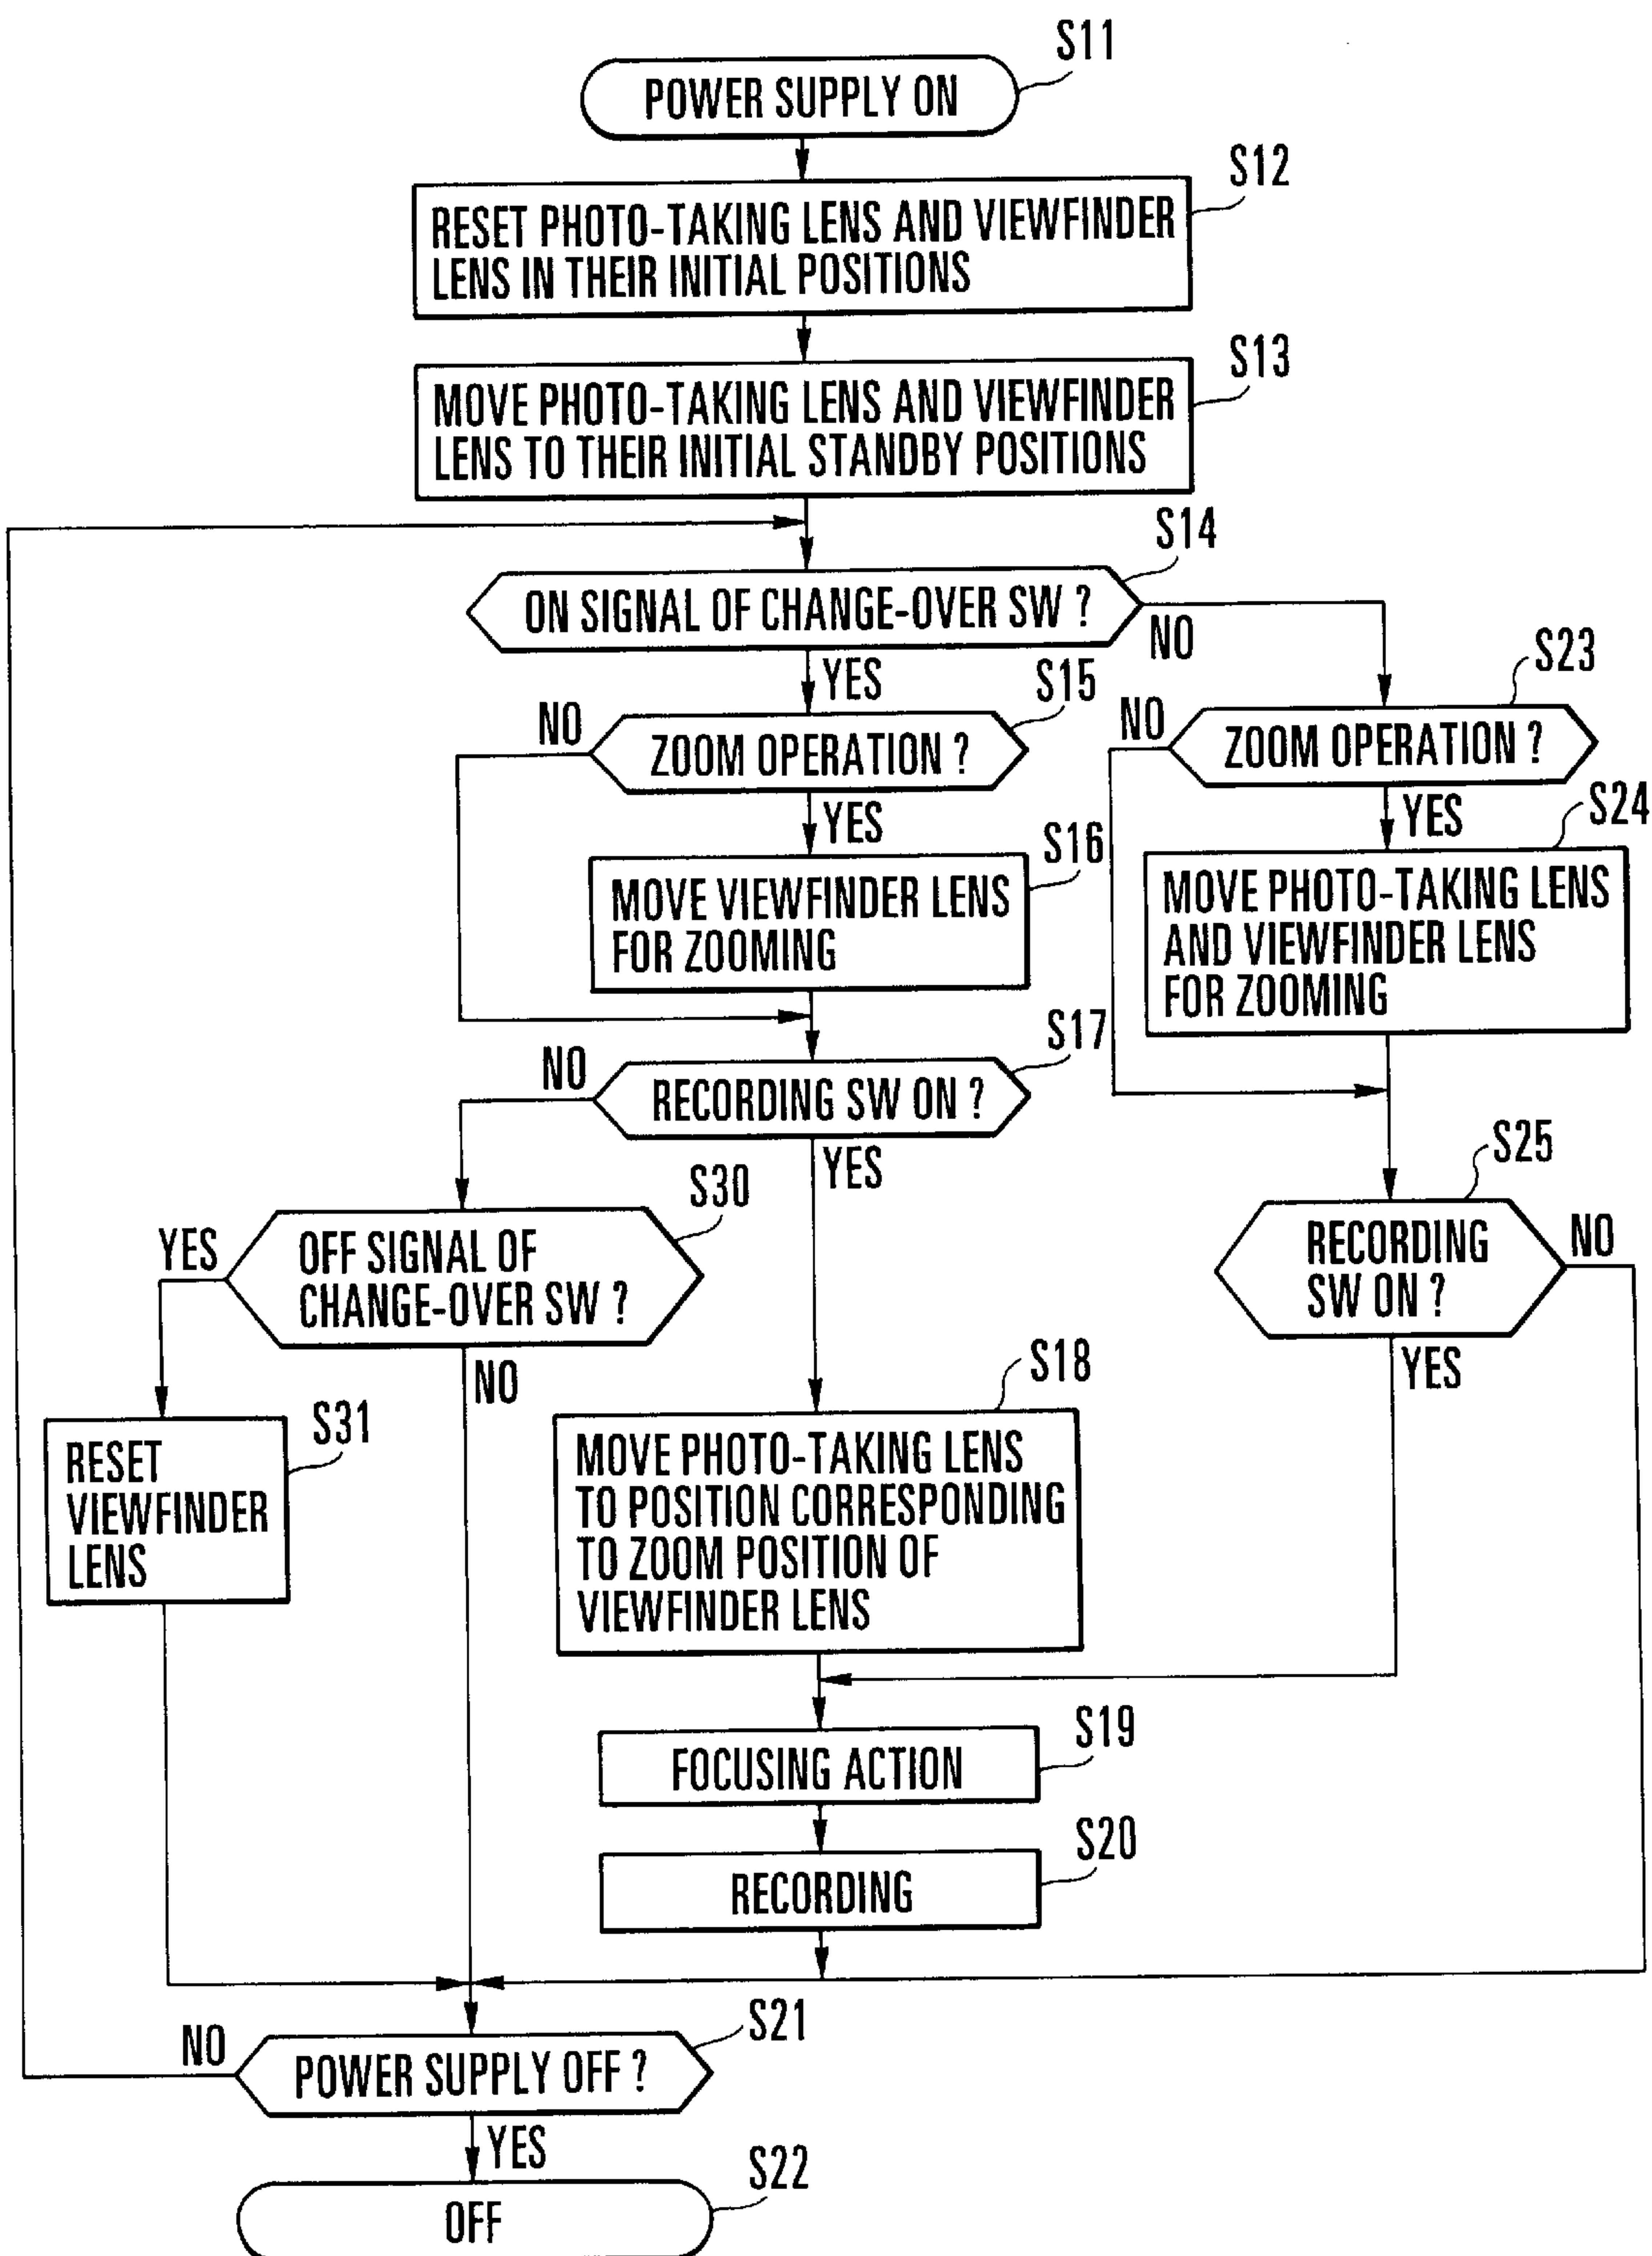 S11
POWER SUPPLY ON
S12
RESET PHOTO-TAKING LENS AND VIEWFINDER
LENS IN THEIR INITIAL POSITIONS
S13
MOVE PHOTO-TAKING LENS AND VIEWFINDER
LENS TO THEIR INITIAL STANDBY POSITIONS
S14
ON SIGNAL OF CHANGE-OVER SW ?
NO
YES
S15
NO
ZOOM OPERATION ?
YES
S16
MOVE VIEWFINDER LENS
FOR ZOOMING
S23
NO
ZOOM OPERATION ?
YES
S24
MOVE PHOTO-TAKING LENS
AND VIEWFINDER LENS
FOR ZOOMING
S17
NO
RECORDING SW ON ?
YES
S25
RECORDING
SW ON ?
NO
YES
S30
YES
OFF SIGNAL OF
CHANGE-OVER SW ?
NO
S31
RESET
VIEWFINDER
LENS
S18
MOVE PHOTO-TAKING LENS
TO POSITION CORRESPONDING
TO ZOOM POSITION OF
VIEWFINDER LENS
S19
FOCUSING ACTION
S20
RECORDING
S21
NO
POWER SUPPLY OFF ?
YES
S22
OFF